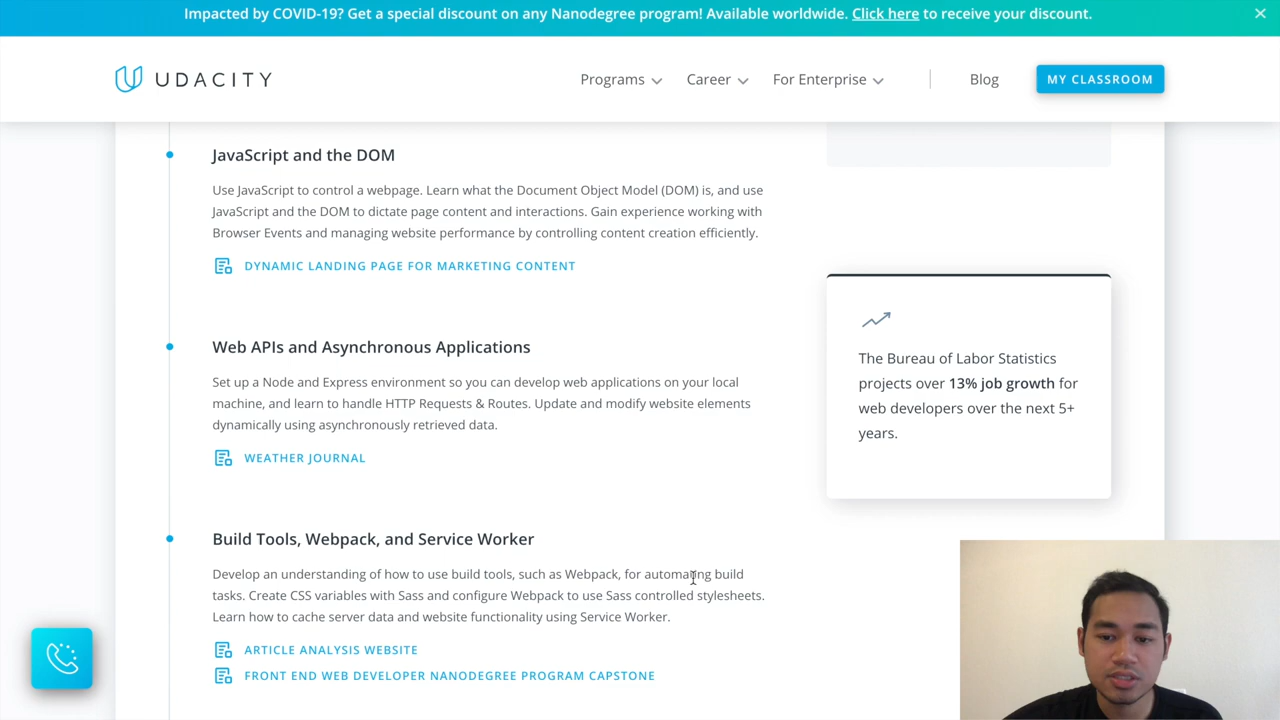 Impacted by COVID-19? Get a special discount on any Nanodegree program! Available worldwide. Click here to receive your discount.
UDACITY
Programs
Career
For Enterprise
Blog
MY CLASSROOM
JavaScript and the DOM
Use JavaScript to control a webpage. Learn what the Document Object Model (DOM) is, and use
JavaScript and the DOM to dictate page content and interactions. Gain experience working with
Browser Events and managing website performance by controlling content creation efficiently.
DYNAMIC LANDING PAGE FOR MARKETING CONTENT
Web APIs and Asynchronous Applications
Set up a Node and Express environment so you can develop web applications on your local
machine, and learn to handle HTTP Requests & Routes. Update and modify website elements
dynamically using asynchronously retrieved data.
WEATHER JOURNAL
Build Tools, Webpack, and Service Worker
Develop an understanding of how to use build tools, such as Webpack, for automating build
tasks. Create CSS variables with Sass and configure Webpack to use Sass controlled stylesheets.
Learn how to cache server data and website functionality using Service Worker.
ARTICLE ANALYSIS WEBSITE
FRONT END WEB DEVELOPER NANODEGREE PROGRAM CAPSTONE
The Bureau of Labor Statistics
projects over 13% job growth for
web developers over the next 5+
years.